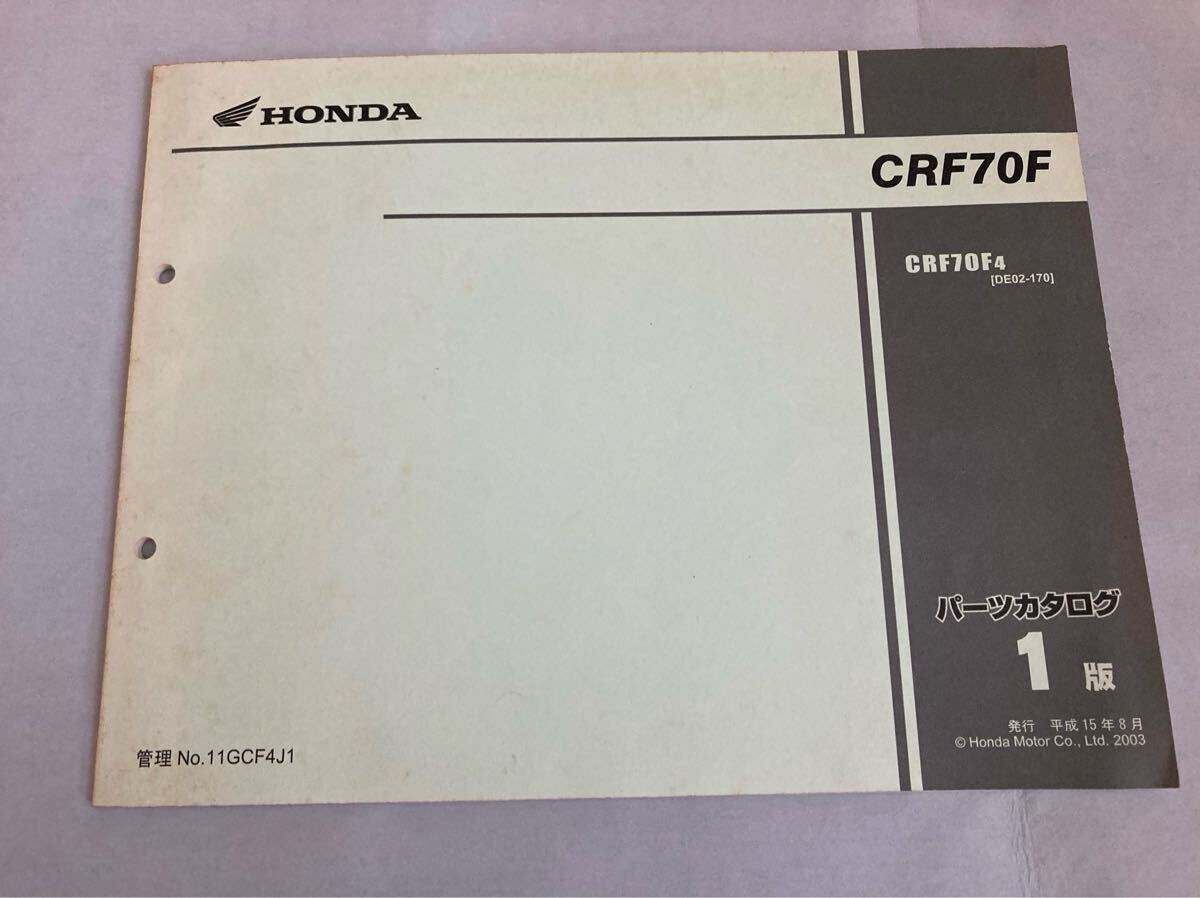 HONDA
CRF70F
CRF70F4
[DE02-170]
パーツカタログ
1 版
発行 平成 15 年 8 月
© Honda Motor Co., Ltd. 2003
管理 No.11GCF4J1